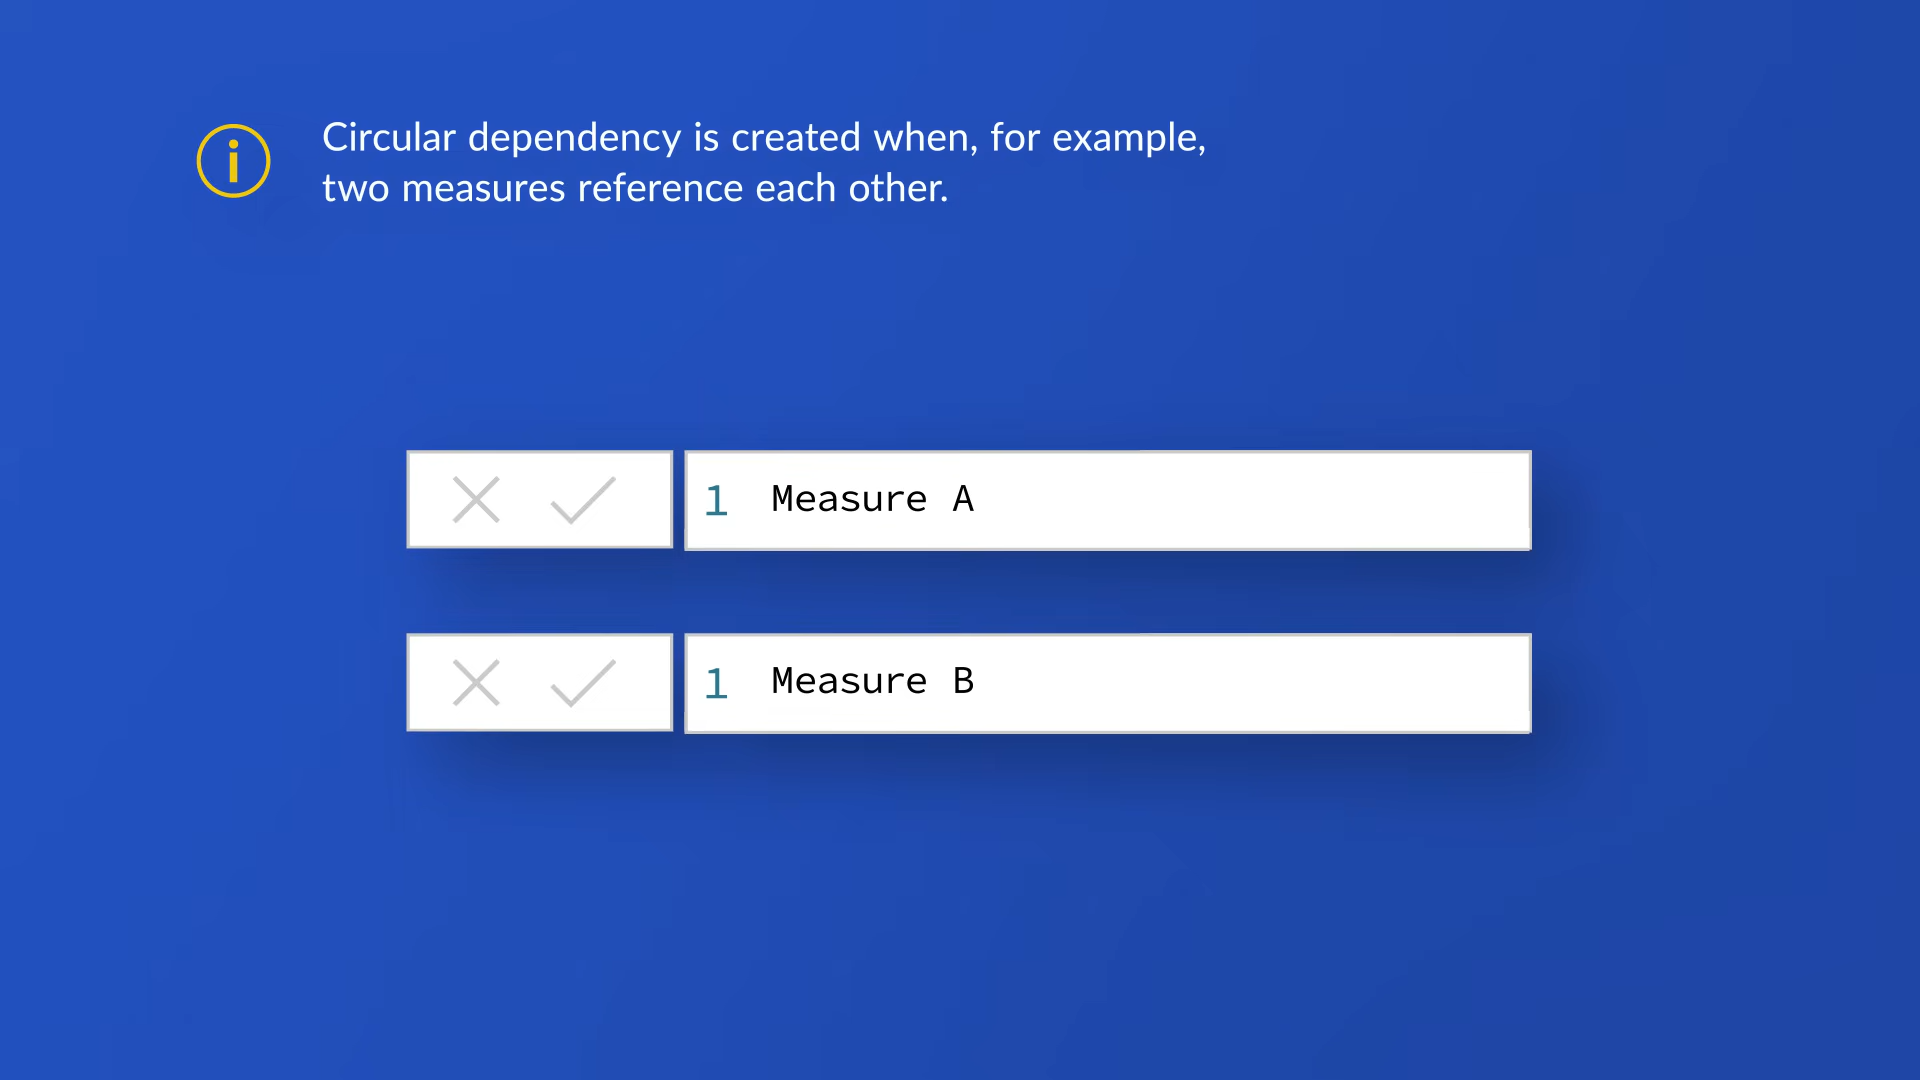 Circular dependency is created when, for example,
two measures reference each other.
1 Measure A
1 Measure B